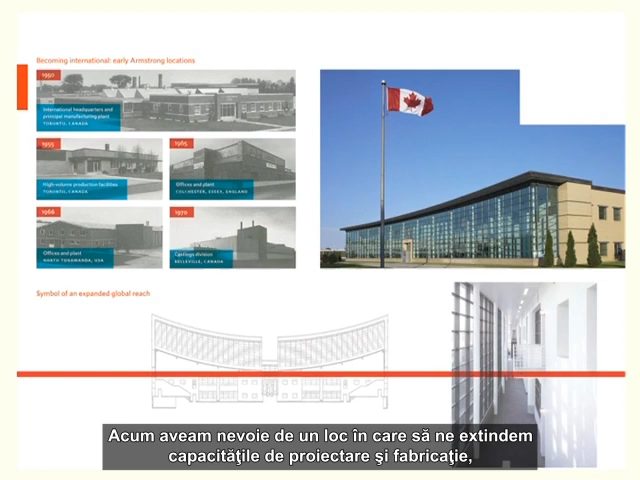 Becoming international: early Armstrong locations
1950
International headquarters and
principal manufacturing plant
TORONTO, CANADA
1955
High-volume production facilities
TORONTO, CANADA
1965
Offices and plant
COLCHESTER, ESSEX, ENGLAND
1966
Offices and plant
NORTH TONAWANDA, USA
1970
Castings division
BELLEVILLE, CANADA
Symbol of an expanded global reach
Acum aveam nevoie de un loc în care să ne extindem
capacităţile de proiectare şi fabricaţie,